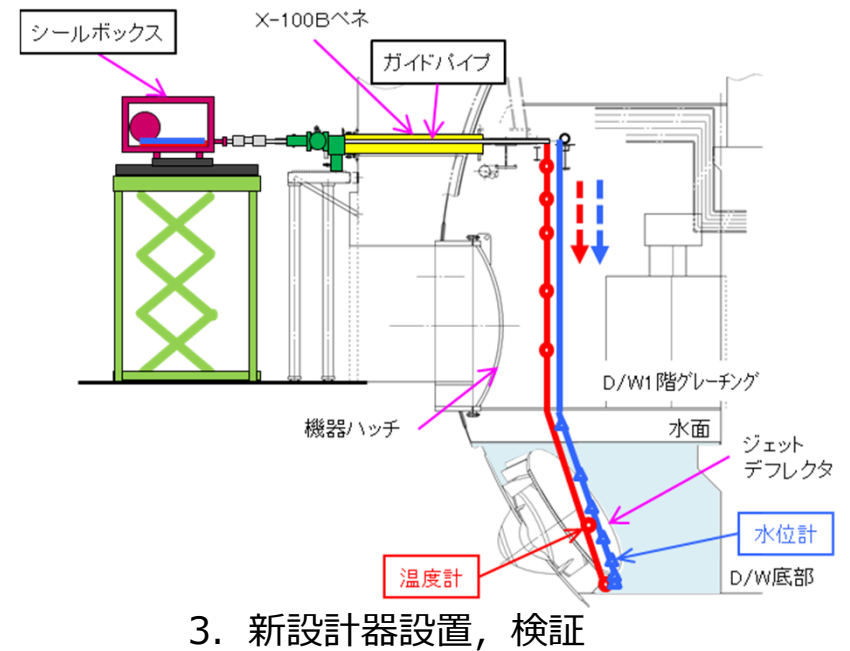 X-100Bペネ
シールボックス
ガイドパイプ
D/W1階グレーチング
機器ハッチ
水面
ジェット
デフレクタ
水位計
温度計
D/W底部
3．新設計器設置，検証